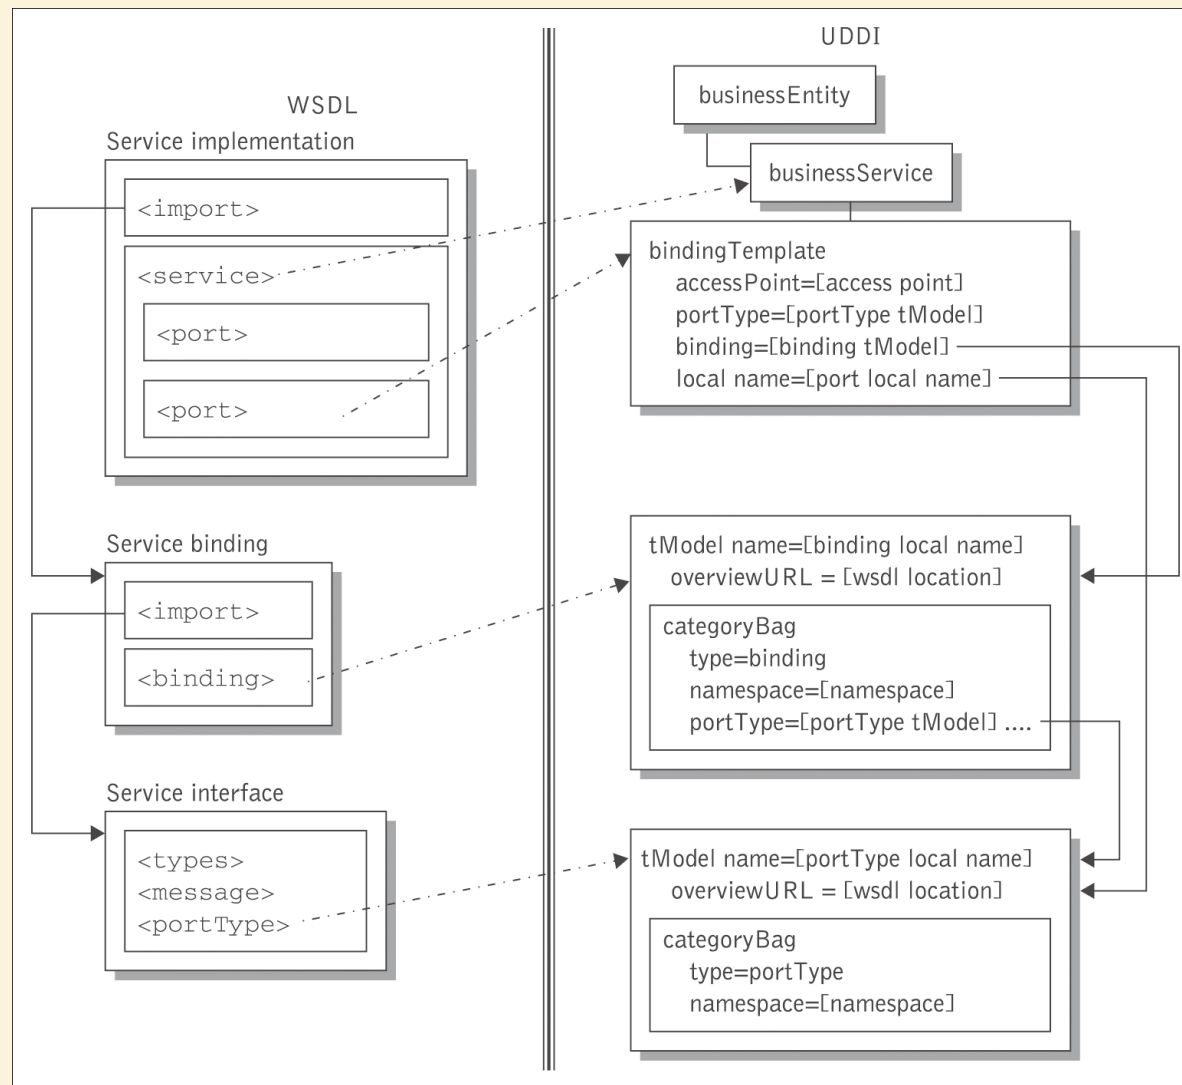 WSDL
Service implementation
<import>
<service>
<port>
<port>
Service binding
<import>
<binding>
Service interface
<types>
<message>
<portType>
UDDI
businessEntity
businessService
bindingTemplate
accessPoint=[access point]
portType=[portType tModel]
binding=[binding tModel]
local name=[port local name]
tModel name=[binding local name]
overviewURL = [wsdl location]
categoryBag
type=binding
namespace=[namespace]
portType=[portType tModel] ....
tModel name=[portType local name]
overviewURL = [wsdl location]
categoryBag
type=portType
namespace=[namespace]